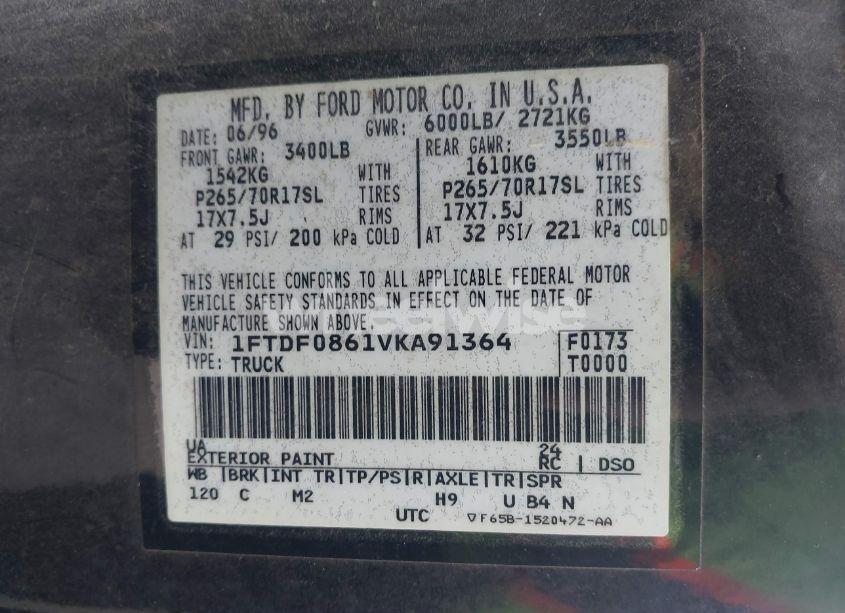 MFD. BY FORD MOTOR CO. IN U.S.A.
DATE: 06/96 GVWR: 6000LB/ 2721KG
FRONT GAWR: 3400LB REAR GAWR: 3550LB
1542KG WITH 1610KG WITH
P265/70R17SL TIRES P265/70R17SL TIRES
17X7.5J RIMS 17X7.5J RIMS
AT 29 PSI/ 200 kPa COLD AT 32 PSI/ 221 kPa COLD
THIS VEHICLE CONFORMS TO ALL APPLICABLE FEDERAL MOTOR
VEHICLE SAFETY STANDARDS IN EFFECT ON THE DATE OF
MANUFACTURE SHOWN ABOVE.
VIN: 1FTDF0861VKA91364 F0173
TYPE: TRUCK T0000
UA 24
EXTERIOR PAINT RC | DSO
WB |BRK|INT TR|TP/PS|R|AXLE|TR|SPR
120 C M2 H9 U B4 N
UTC ▽F65B-1520472-AA